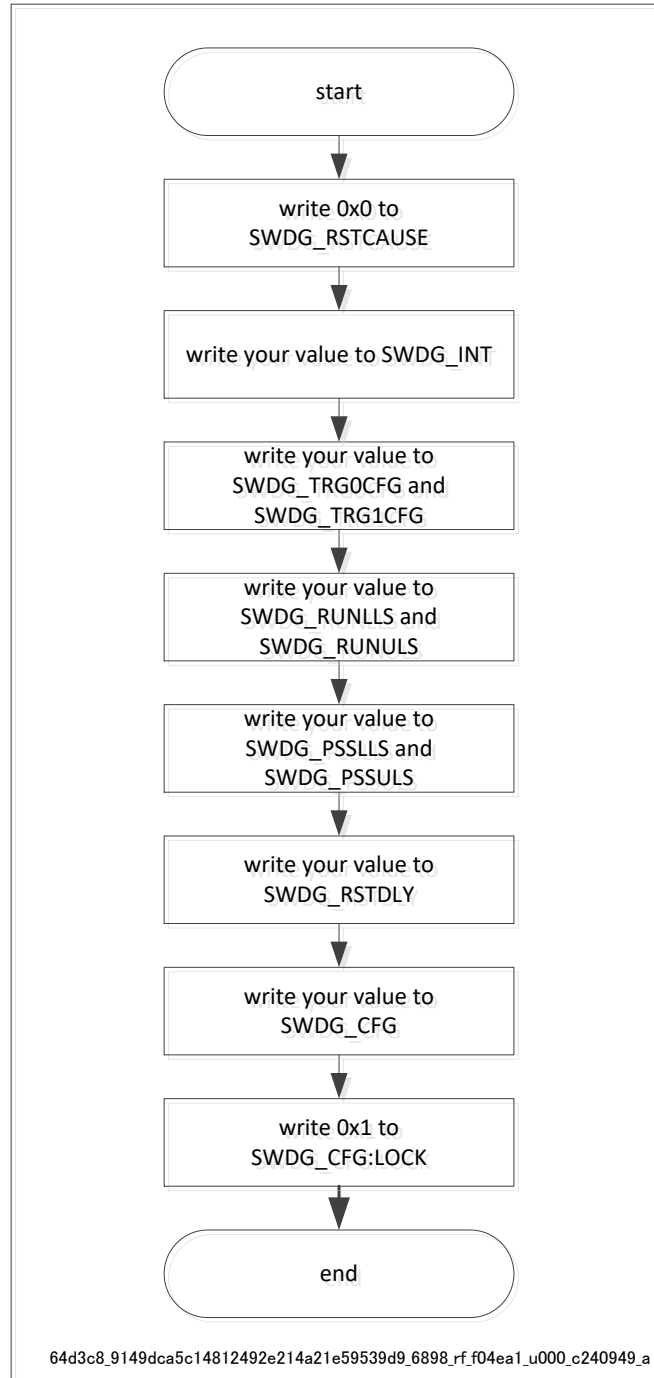 start
write 0x0 to
SWDG_RSTCAUSE
write your value to SWDG_INT
write your value to
SWDG_TRG0CFG and
SWDG_TRG1CFG
write your value to
SWDG_RUNLLS and
SWDG_RUNULS
write your value to
SWDG_PSSLLS and
SWDG_PSSULS
write your value to
SWDG_RSTDLY
write your value to
SWDG_CFG
write 0x1 to
SWDG_CFG:LOCK
end
64d3c8_9149dca5c14812492e214a21e59539d9_6898_rf_f04ea1_u000_c240949_a